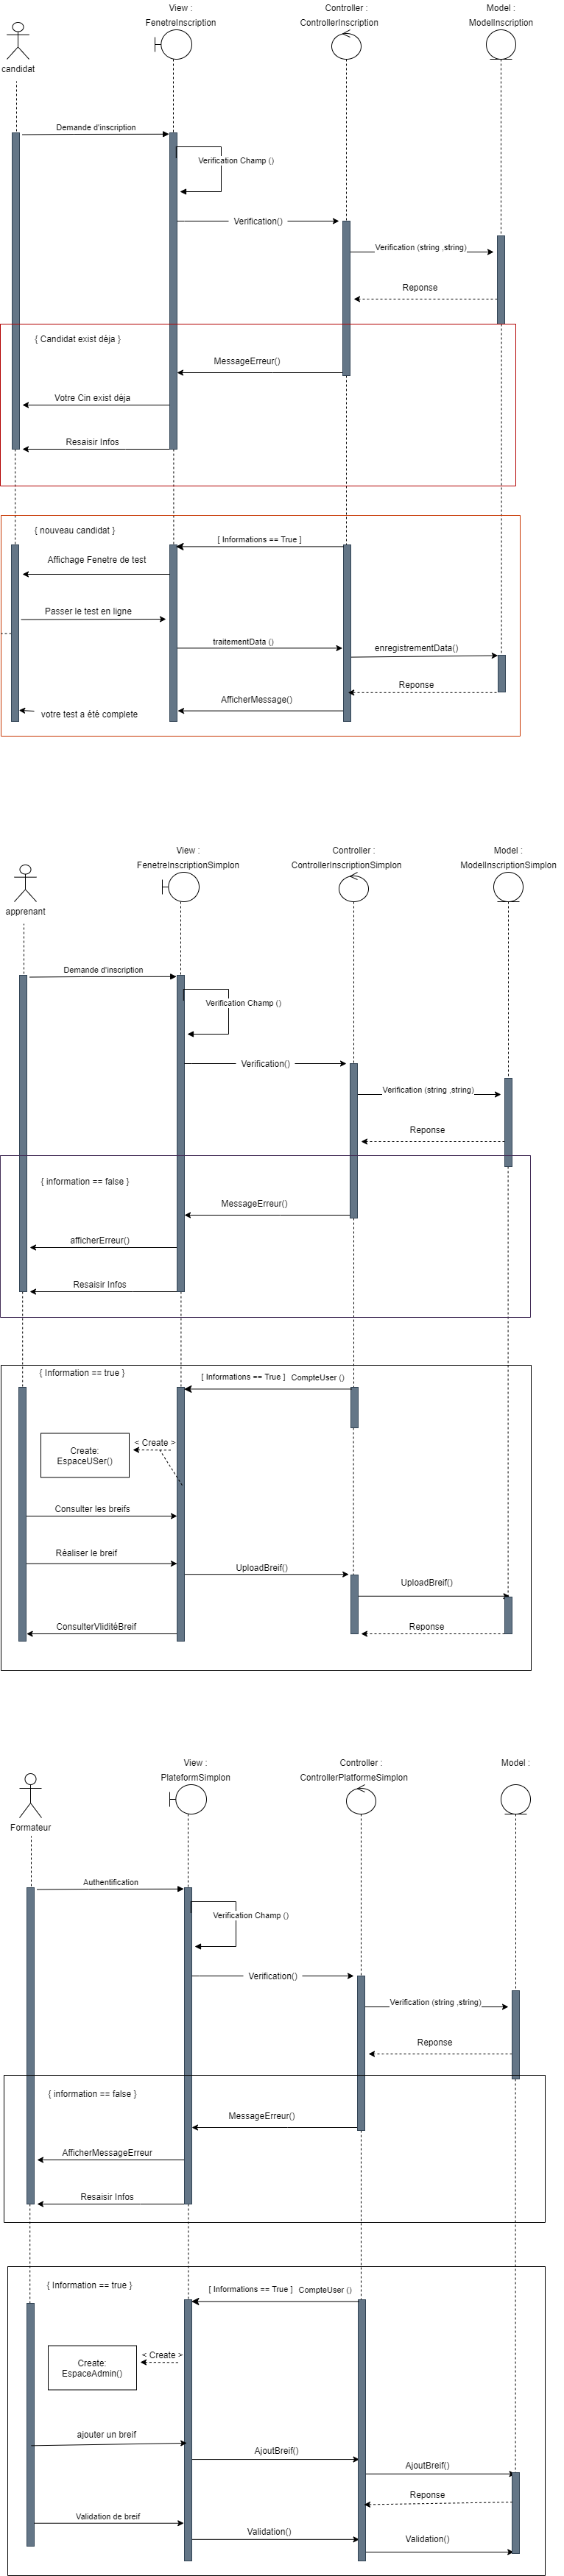 View :
FenetreInscription
Controller :
ControllerInscription
Model :
ModelInscription
candidat
Demande d'inscription
Verification Champ ()
Verification()
Verification (string ,string)
Reponse
{ Candidat exist déja }
MessageErreur()
Votre Cin exist déja
Resaisir Infos
{ nouveau candidat }
[ Informations == True ]
Affichage Fenetre de test
Passer le test en ligne
traitementData ()
enregistrementData()
Reponse
AfficherMessage()
votre test a été complete
View :
FenetreInscriptionSimplon
Controller :
ControllerInscriptionSimplon
Model :
ModelInscriptionSimplon
apprenant
Demande d'inscription
Verification Champ ()
Verification()
Verification (string ,string)
Reponse
{ information == false }
MessageErreur()
afficherErreur()
Resaisir Infos
{ Information == true }
[ Informations == True ] CompteUser ()
< Create >
Create:
EspaceUSer()
Consulter les breifs
Réaliser le breif
UploadBreif()
UploadBreif()
ConsulterVliditéBreif
Reponse
View :
PlateformSimplon
Controller :
ControllerPlatformeSimplon
Model :
Formateur
Authentification
Verification Champ ()
Verification()
Verification (string ,string)
Reponse
{ information == false }
MessageErreur()
AfficherMessageErreur
Resaisir Infos
{ Information == true }
[ Informations == True ] CompteUser ()
< Create >
Create:
EspaceAdmin()
ajouter un breif
AjoutBreif()
AjoutBreif()
Reponse
Validation de breif
Validation()
Validation()